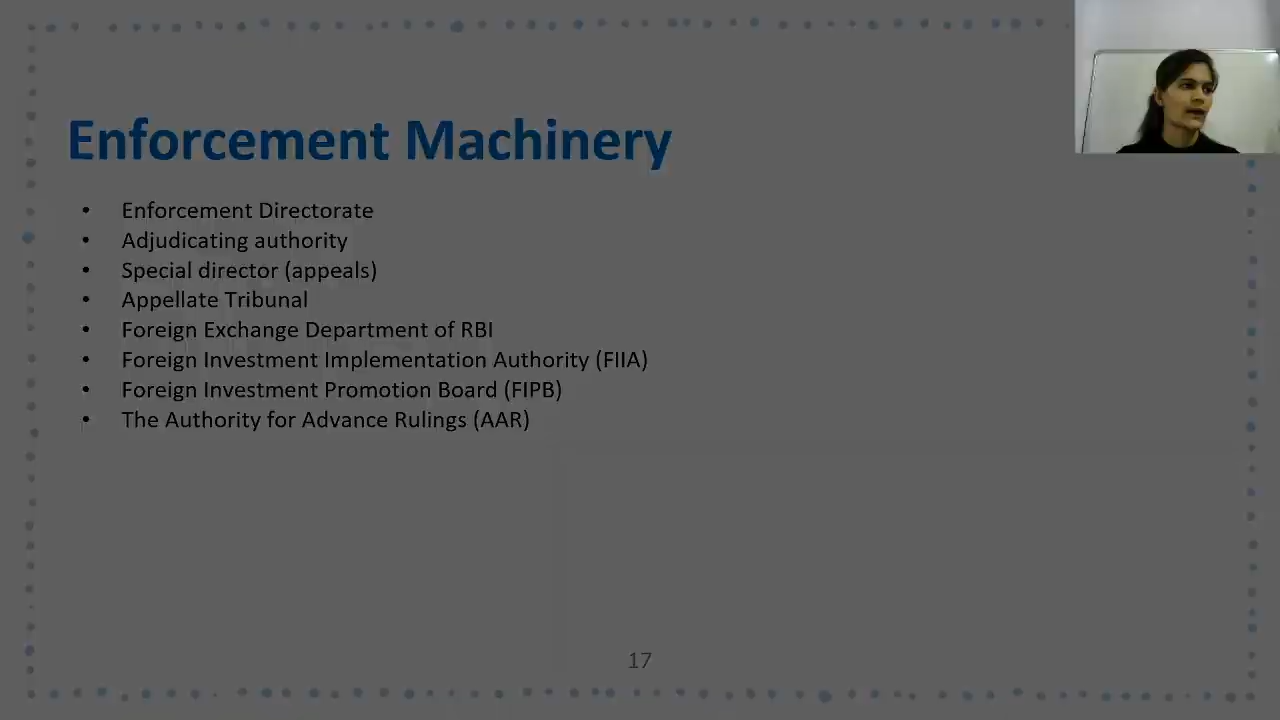 Enforcement Machinery
• Enforcement Directorate
• Adjudicating authority
• Special director (appeals)
• Appellate Tribunal
• Foreign Exchange Department of RBI
• Foreign Investment Implementation Authority (FIIA)
• Foreign Investment Promotion Board (FIPB)
• The Authority for Advance Rulings (AAR)
17